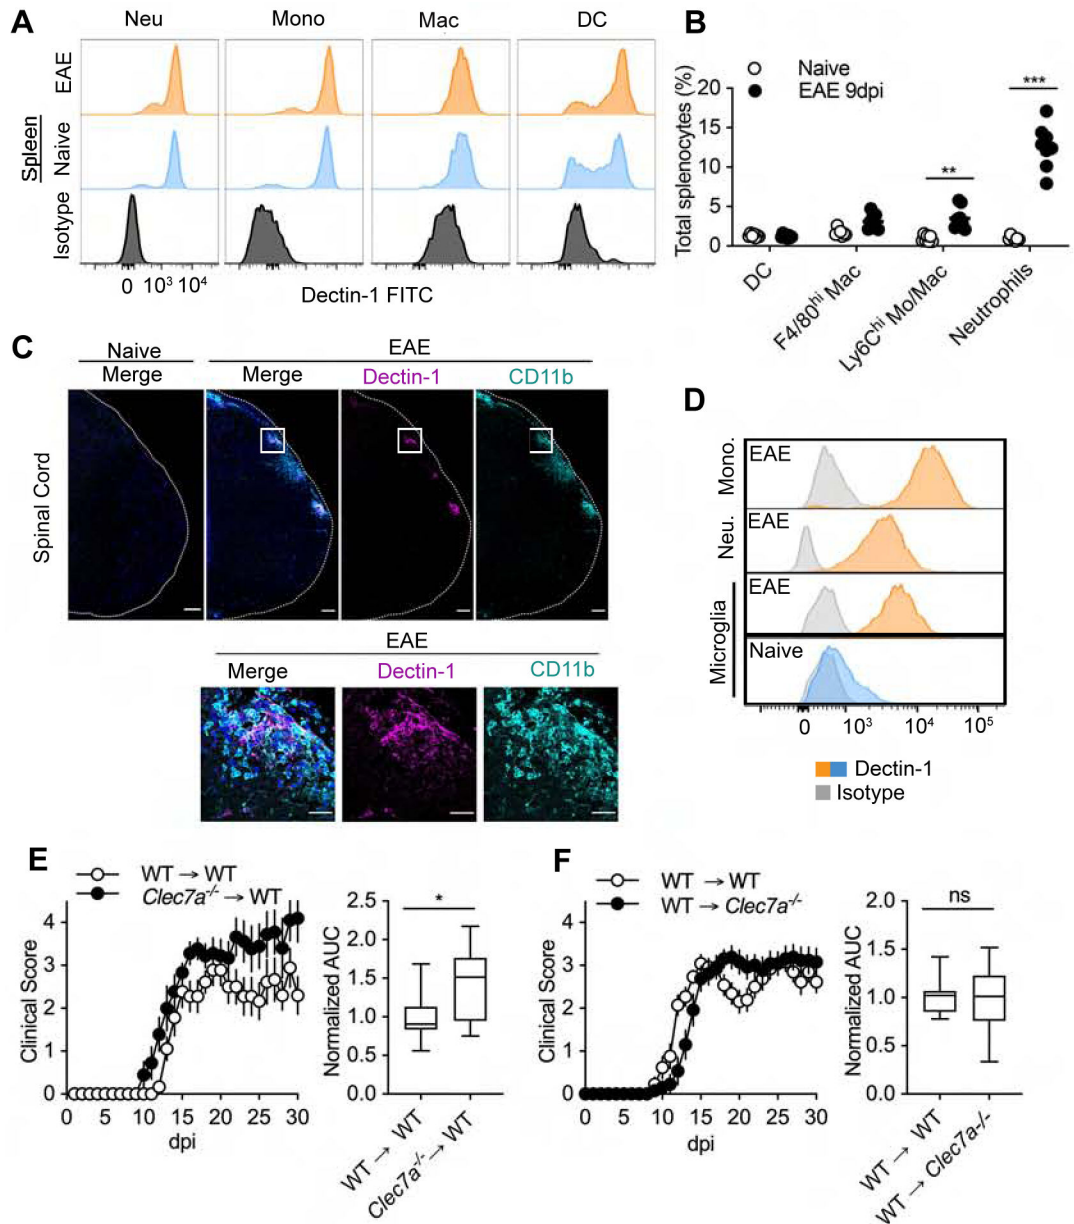 A
Neu Mono Mac DC
Spleen
EAE
Naive
Isotype
0 10³ 10⁴
Dectin-1 FITC
B
Naive
EAE 9dpi
Total splenocytes (%)
20
15
10
5
0
**
***
DC
F4/80hi Mac
Ly6Chi Mo/Mac
Neutrophils
C
Naive EAE
Merge Merge Dectin-1 CD11b
Spinal Cord
EAE
Merge Dectin-1 CD11b
D
Mono. EAE
Neu. EAE
Microglia
EAE
Naive
0 10³ 10⁴ 10⁵
Dectin-1
Isotype
E
WT → WT
Clec7a-/- → WT
Clinical Score
4
3
2
1
0
0 5 10 15 20 25 30
dpi
Normalized AUC
2.5
2.0
1.5
1.0
0.5
0.0
*
WT → WT
Clec7a-/- → WT
F
WT → WT
WT → Clec7a-/-
Clinical Score
4
3
2
1
0
0 5 10 15 20 25 30
dpi
Normalized AUC
2.0
1.5
1.0
0.5
0.0
ns
WT → WT
WT → Clec7a-/-